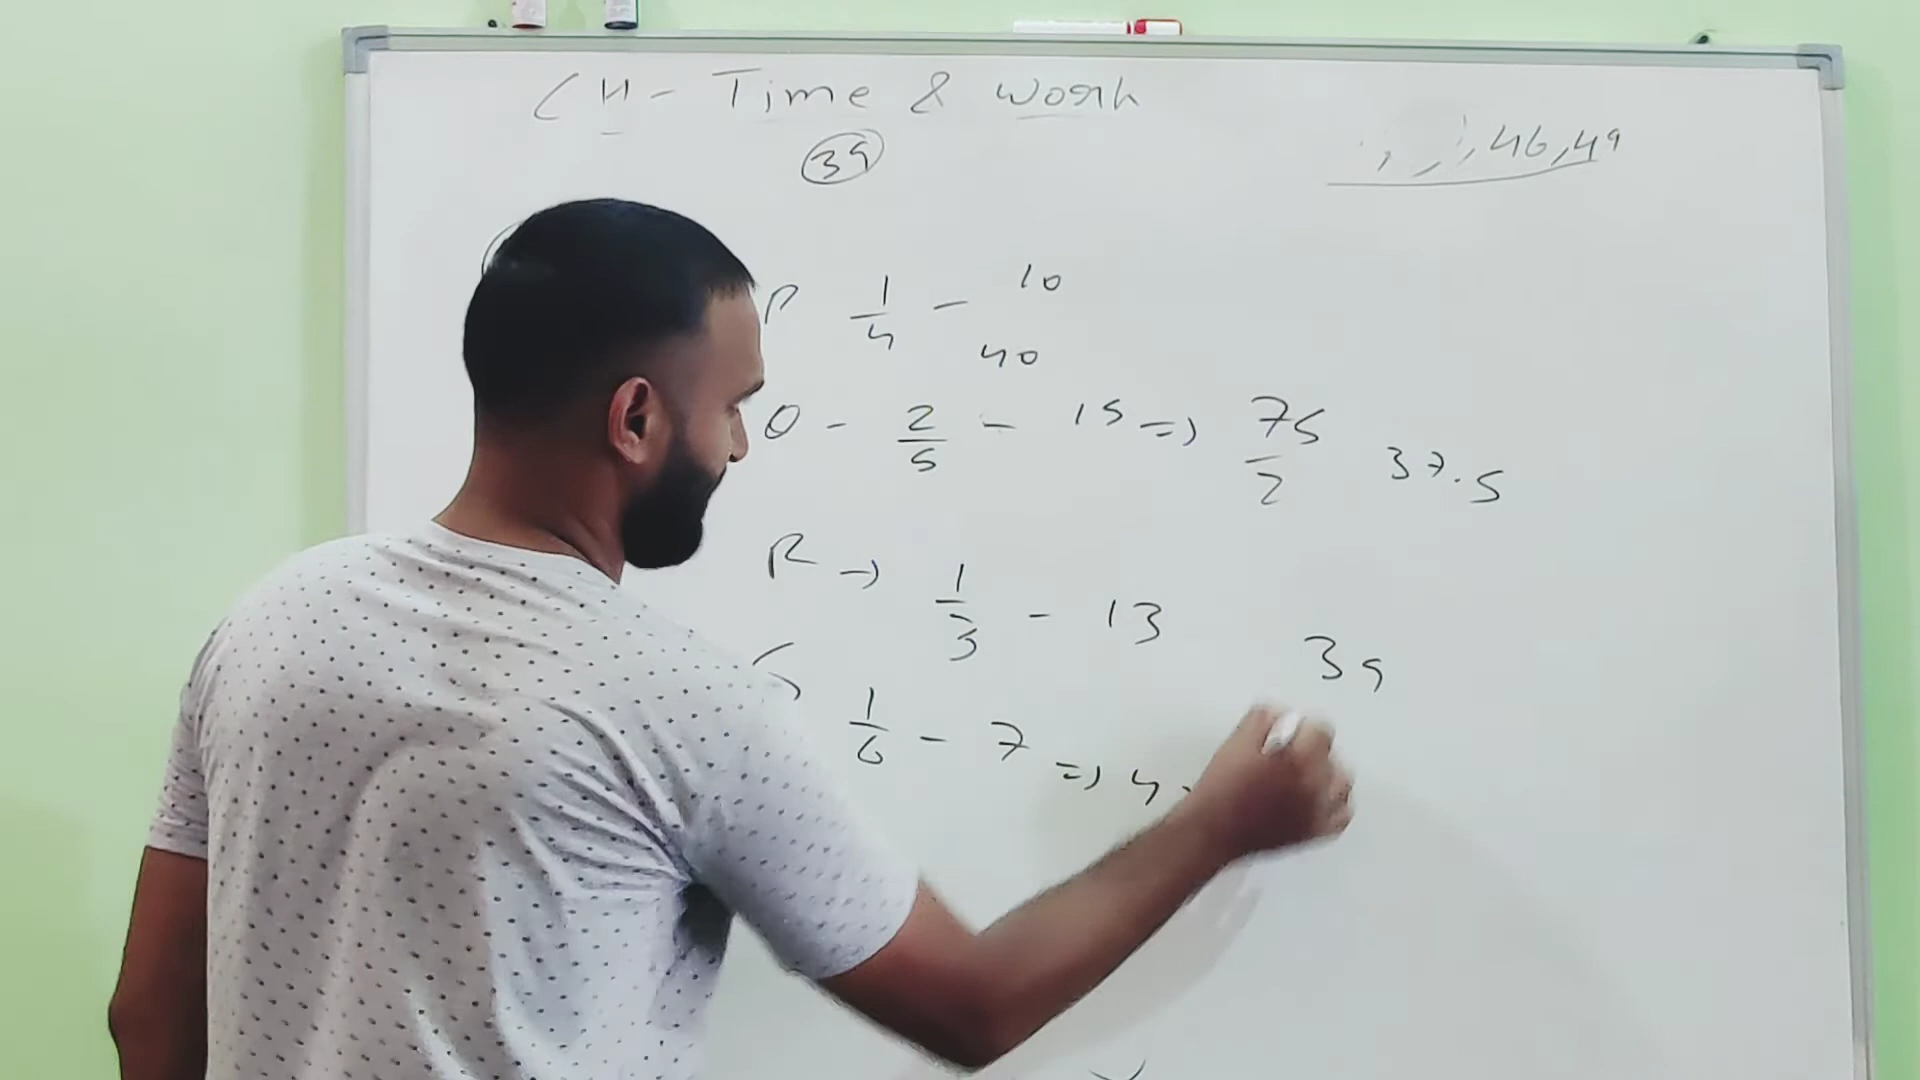 CH - Time & Work
39
46, 49
P 1/4 - 10
40
Q - 2/5 - 15 => 75/2 37.5
R -> 1/3 - 13
39
S 1/6 - 7 => 4